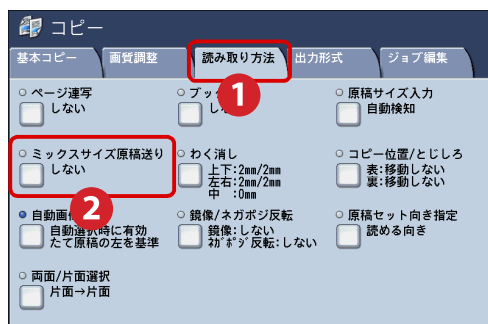 コピー
基本コピー 画質調整 読み取り方法 出力形式 ジョブ編集
1
ページ連写
しない
ブッ
し
原稿サイズ入力
自動検知
ミックスサイズ原稿送り
しない
2
わく消し
上下:2mm/2mm
左右:2mm/2mm
中 :0mm
コピー位置/とじしろ
表:移動しない
裏:移動しない
自動画
自動選択時に有効
たて原稿の左を基準
鏡像/ネガポジ反転
鏡像:しない
ネガポジ反転:しない
原稿セット向き指定
読める向き
両面/片面選択
片面→片面